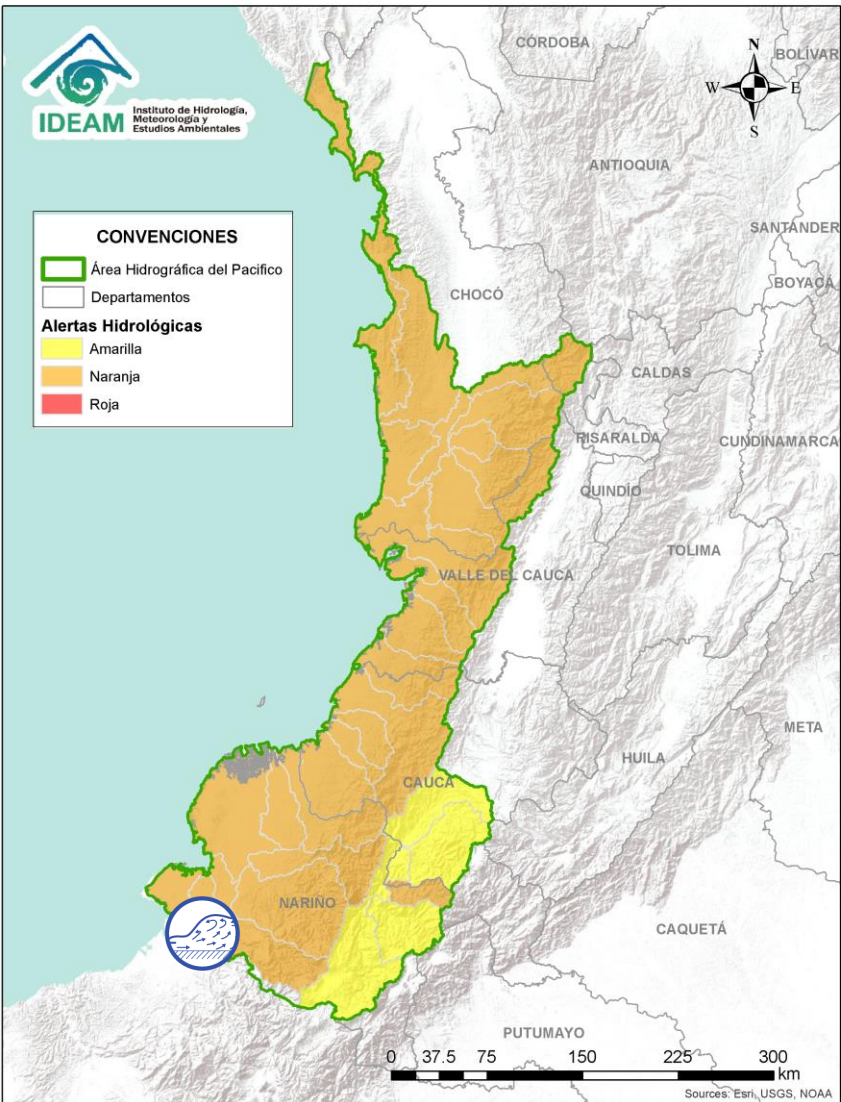 IDEAM
Instituto de Hidrología,
Meteorología y
Estudios Ambientales
N
W
E
S
CÓRDOBA
BOLIVAR
ANTIOQUIA
SANTANDER
BOYACÁ
CHOCÓ
CALDAS
RISARALDA
CUNDINAMARCA
QUINDÍO
TOLIMA
VALLE DEL CAUCA
META
HUILA
CAUCA
NARIÑO
CAQUETÁ
PUTUMAYO
CONVENCIONES
Área Hidrográfica del Pacifico
Departamentos
Alertas Hidrológicas
Amarilla
Naranja
Roja
0 37.5 75 150 225 300
km
Sources: Esri, USGS, NOAA